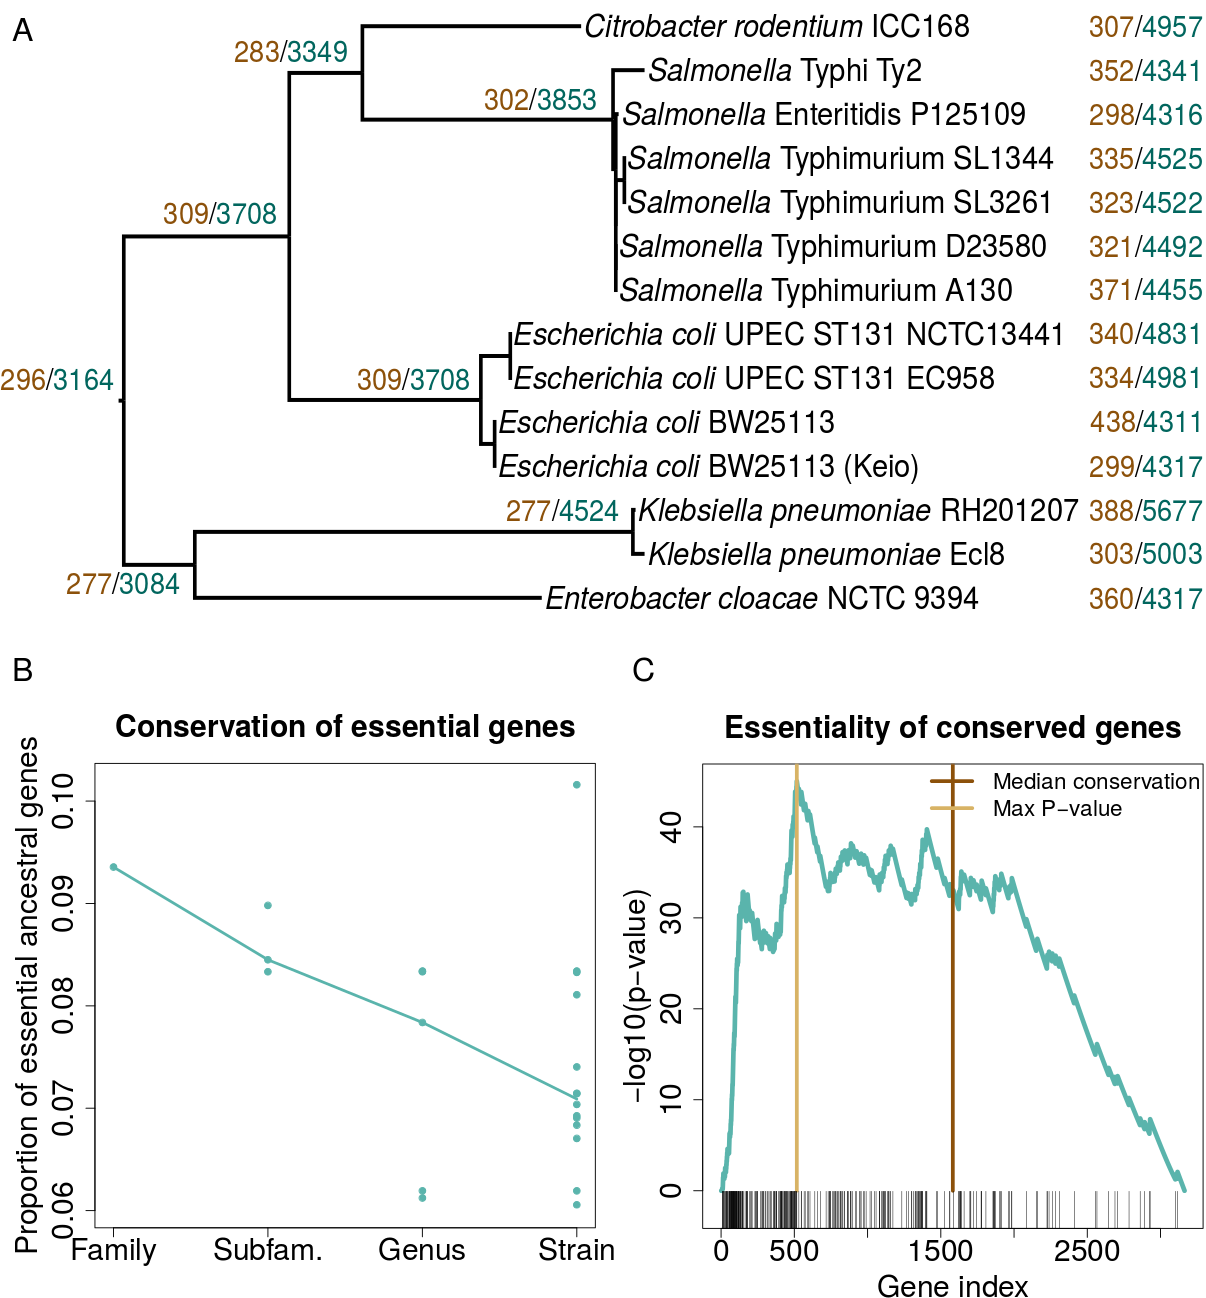 A
Citrobacter rodentium ICC168 307/4957
283/3349
Salmonella Typhi Ty2 352/4341
302/3853
Salmonella Enteritidis P125109 298/4316
Salmonella Typhimurium SL1344 335/4525
Salmonella Typhimurium SL3261 323/4522
309/3708
Salmonella Typhimurium D23580 321/4492
Salmonella Typhimurium A130 371/4455
Escherichia coli UPEC ST131 NCTC13441 340/4831
296/3164
309/3708
Escherichia coli UPEC ST131 EC958 334/4981
Escherichia coli BW25113 438/4311
Escherichia coli BW25113 (Keio) 299/4317
277/4524
Klebsiella pneumoniae RH201207 388/5677
Klebsiella pneumoniae Ecl8 303/5003
277/3084
Enterobacter cloacae NCTC 9394 360/4317
B
Conservation of essential genes
Proportion of essential ancestral genes
0.10
0.09
0.08
0.07
0.06
Family Subfam. Genus Strain
C
Essentiality of conserved genes
Median conservation
Max P−value
−log10(p−value)
40
30
20
10
0
0 500 1500 2500
Gene index